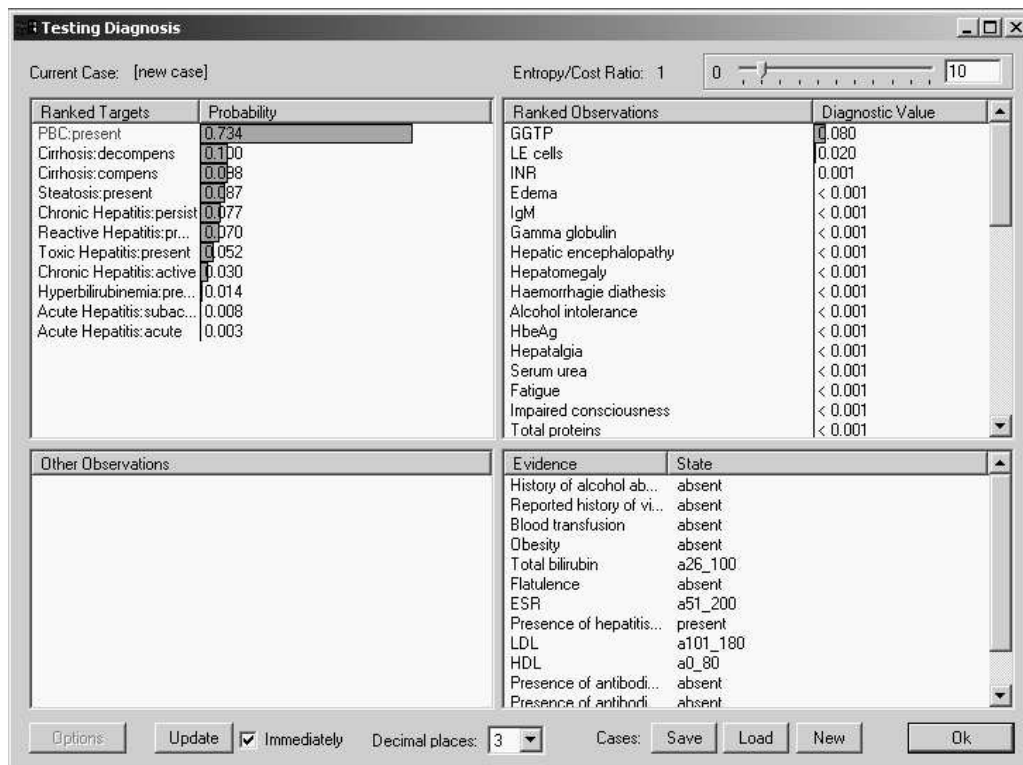 Testing Diagnosis
Current Case: [new case]
Entropy/Cost Ratio: 1
0
10
Ranked Targets Probability
PBC:present 0.734
Cirrhosis:decompens 0.100
Cirrhosis:compens 0.098
Steatosis:present 0.087
Chronic Hepatitis:persist 0.077
Reactive Hepatitis:pr... 0.070
Toxic Hepatitis:present 0.052
Chronic Hepatitis:active 0.030
Hyperbilirubinemia:pre... 0.014
Acute Hepatitis:subac... 0.008
Acute Hepatitis:acute 0.003
Ranked Observations Diagnostic Value
GGTP 0.080
LE cells 0.020
INR 0.001
Edema < 0.001
IgM < 0.001
Gamma globulin < 0.001
Hepatic encephalopathy < 0.001
Hepatomegaly < 0.001
Haemorrhagie diathesis < 0.001
Alcohol intolerance < 0.001
HbeAg < 0.001
Hepatalgia < 0.001
Serum urea < 0.001
Fatigue < 0.001
Impaired consciousness < 0.001
Total proteins < 0.001
Other Observations
Evidence State
History of alcohol ab... absent
Reported history of vi... absent
Blood transfusion absent
Obesity absent
Total bilirubin a26_100
Flatulence absent
ESR a51_200
Presence of hepatitis... present
LDL a101_180
HDL a0_80
Presence of antibodi... absent
Presence of antibodi... absent
Options Update Immediately Decimal places: 3 Cases: Save Load New Ok